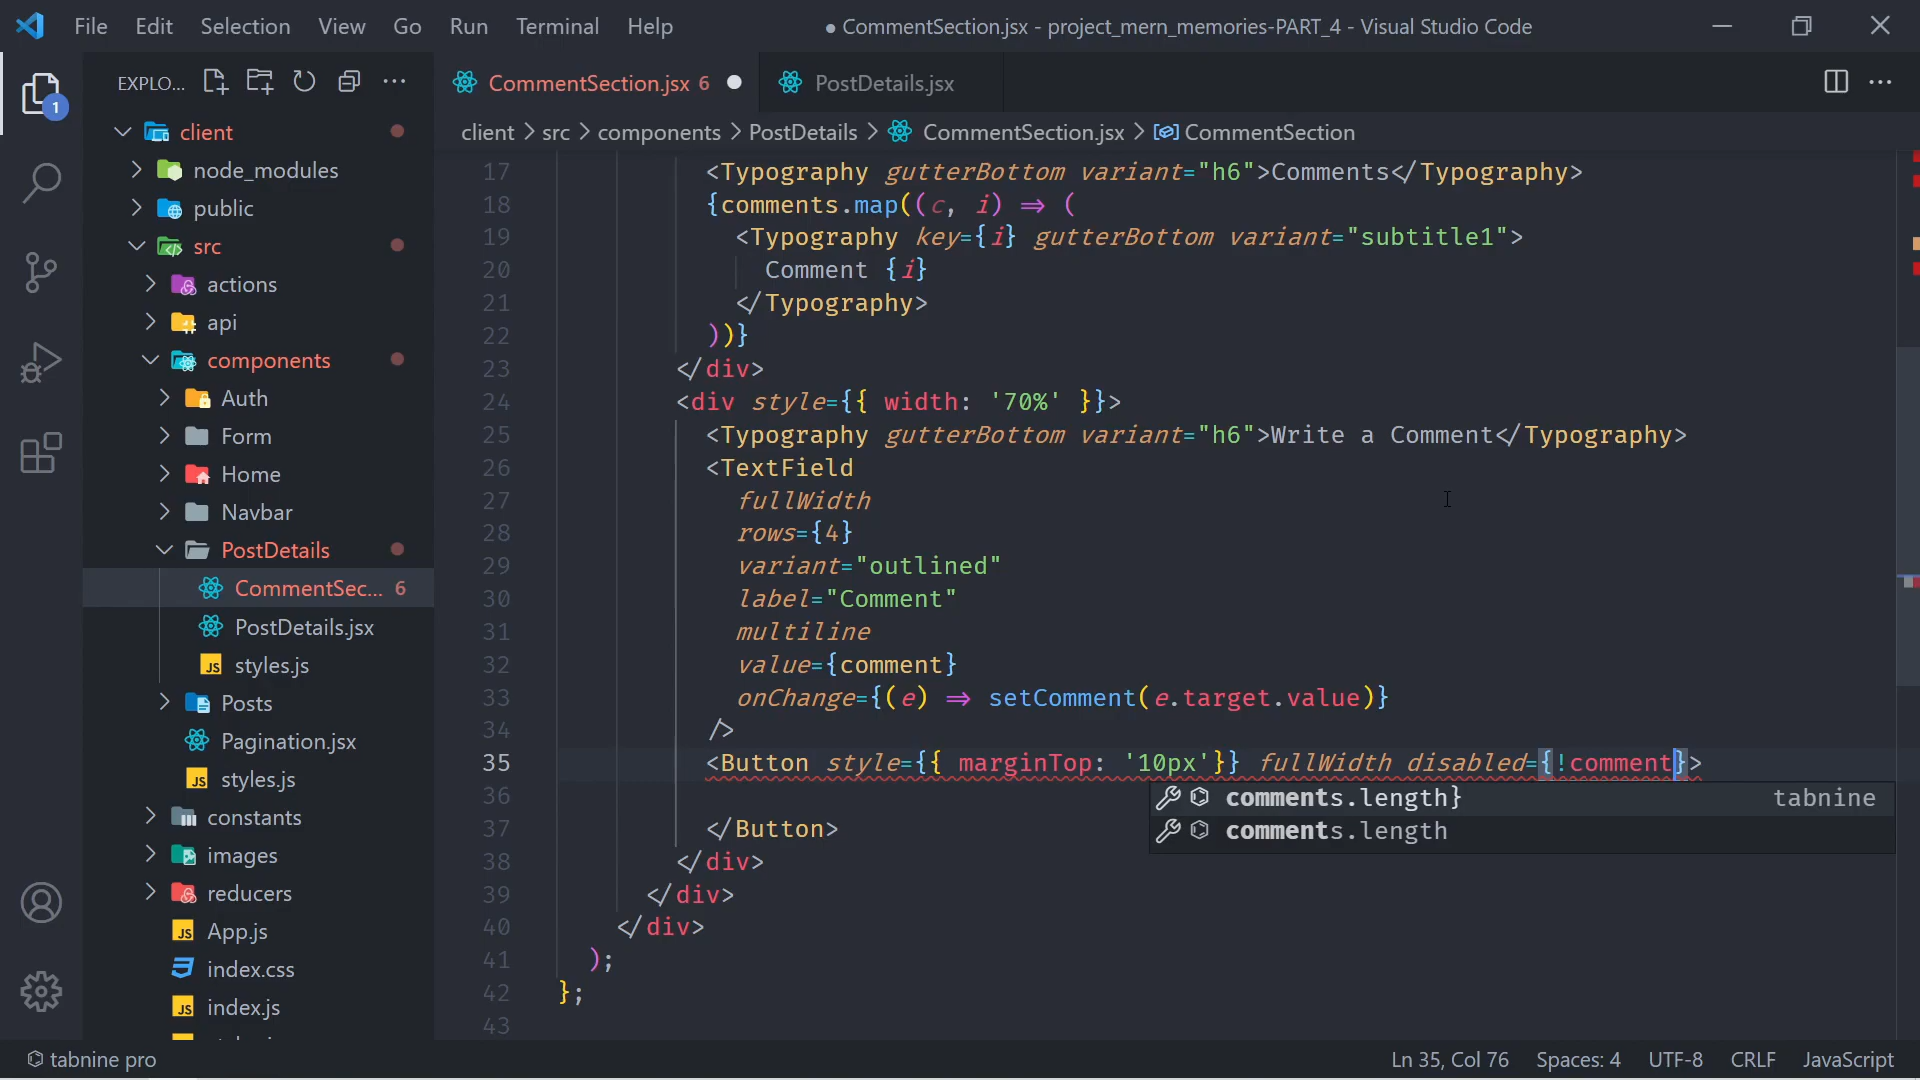 File Edit Selection View Go Run Terminal Help
● CommentSection.jsx - project_mern_memories-PART_4 - Visual Studio Code
EXPLO...
CommentSection.jsx 6
PostDetails.jsx
client > src > components > PostDetails > CommentSection.jsx > CommentSection
1
client
node_modules
public
src
actions
api
components
Auth
Form
Home
Navbar
PostDetails
CommentSec... 6
PostDetails.jsx
styles.js
Posts
Pagination.jsx
styles.js
constants
images
reducers
App.js
index.css
index.js
17 <Typography gutterBottom variant="h6">Comments</Typography>
18 {comments.map((c, i) => (
19 <Typography key={i} gutterBottom variant="subtitle1">
20 Comment {i}
21 </Typography>
22 ))}
23 </div>
24 <div style={{ width: '70%' }}>
25 <Typography gutterBottom variant="h6">Write a Comment</Typography>
26 <TextField
27 fullWidth
28 rows={4}
29 variant="outlined"
30 label="Comment"
31 multiline
32 value={comment}
33 onChange={(e) => setComment(e.target.value)}
34 />
35 <Button style={{ marginTop: '10px'}} fullWidth disabled={!comment}>
36
comments.length} tabnine
comments.length
37 </Button>
38 </div>
39 </div>
40 </div>
41 );
42 };
43
tabnine pro
Ln 35, Col 76 Spaces: 4 UTF-8 CRLF JavaScript